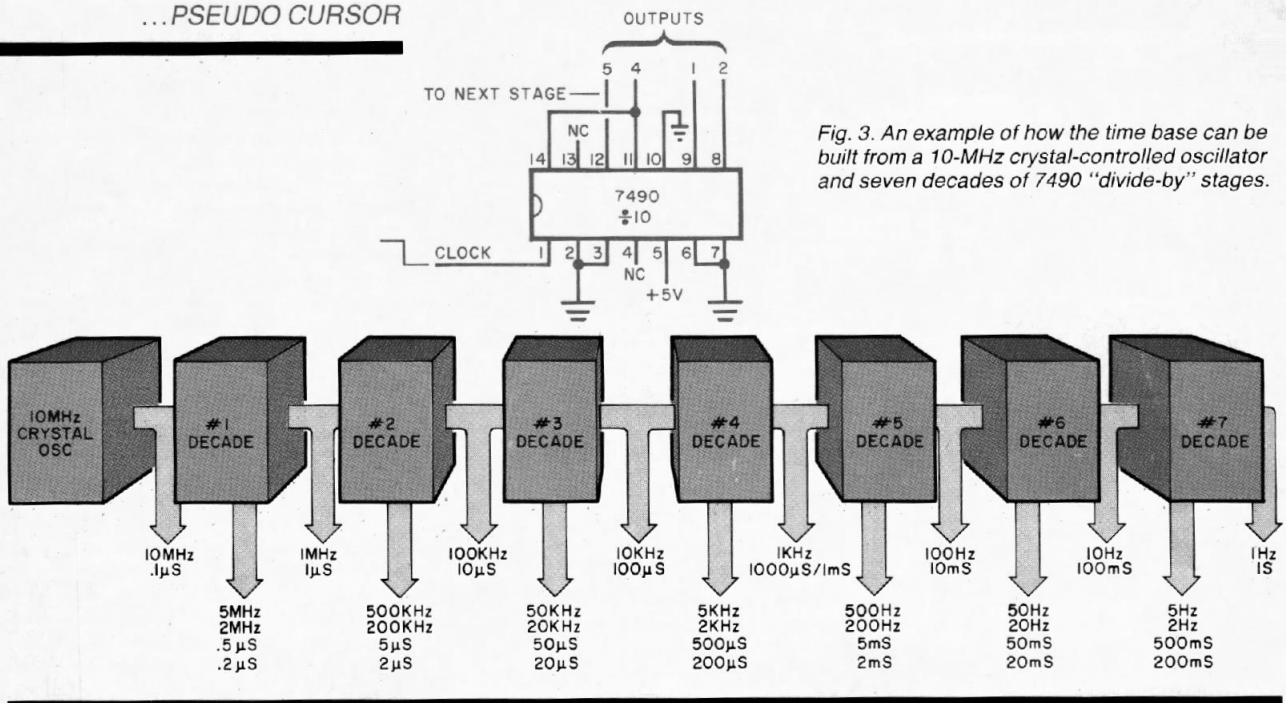 ...PSEUDO CURSOR
OUTPUTS
5 4 1 2
TO NEXT STAGE
NC
14 13 12 11 10 9 8
7490
÷10
CLOCK
1 2 3 4 5 6 7
NC
+5V
Fig. 3. An example of how the time base can be
built from a 10-MHz crystal-controlled oscillator
and seven decades of 7490 "divide-by" stages.
10MHz
CRYSTAL
OSC
#1
DECADE
#2
DECADE
#3
DECADE
#4
DECADE
#5
DECADE
#6
DECADE
#7
DECADE
10MHz
.1µS
1MHz
1µS
100KHz
10µS
10KHz
100µS
1KHz
1000µS/1mS
100Hz
10mS
10Hz
100mS
1Hz
1S
5MHz
2MHz
.5µS
.2µS
500KHz
200KHz
5µS
2µS
50KHz
20KHz
50µS
20µS
5KHz
2KHz
500µS
200µS
500Hz
200Hz
5mS
2mS
50Hz
20Hz
50mS
20mS
5Hz
2Hz
500mS
200mS